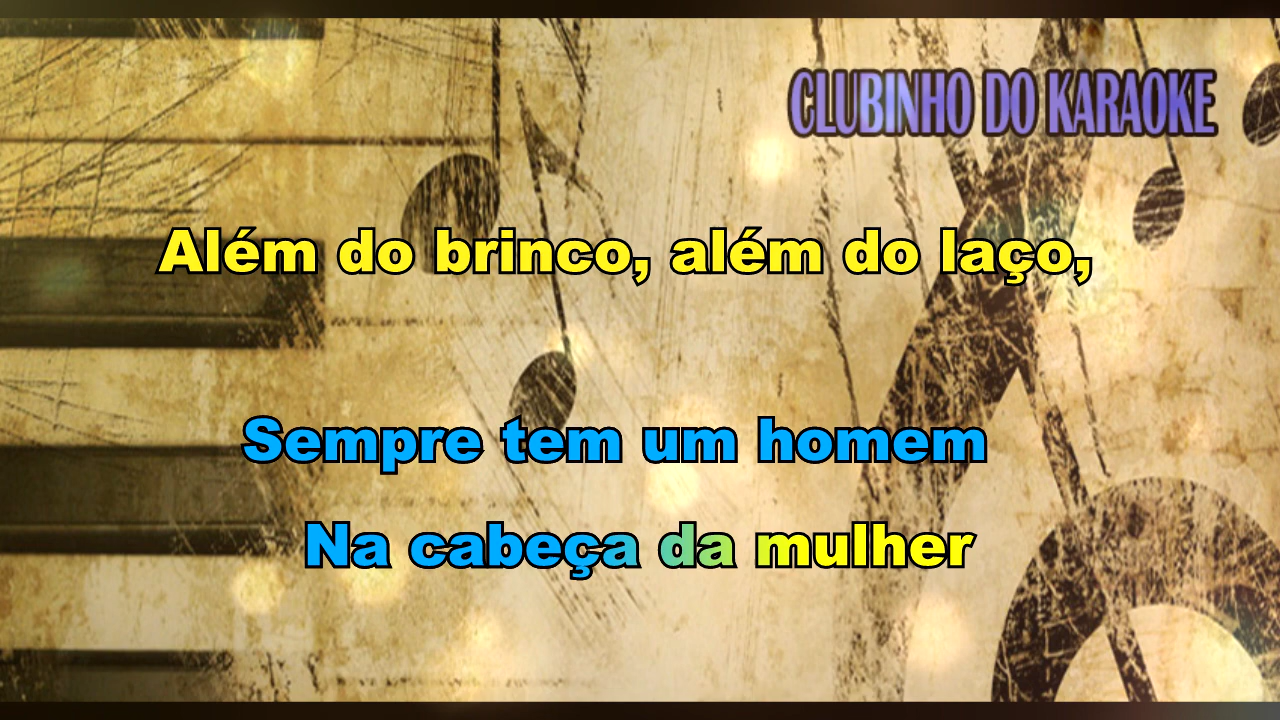 CLUBINHO DO KARAOKE
Além do brinco, além do laço,
Sempre tem um homem
Na cabeça da mulher